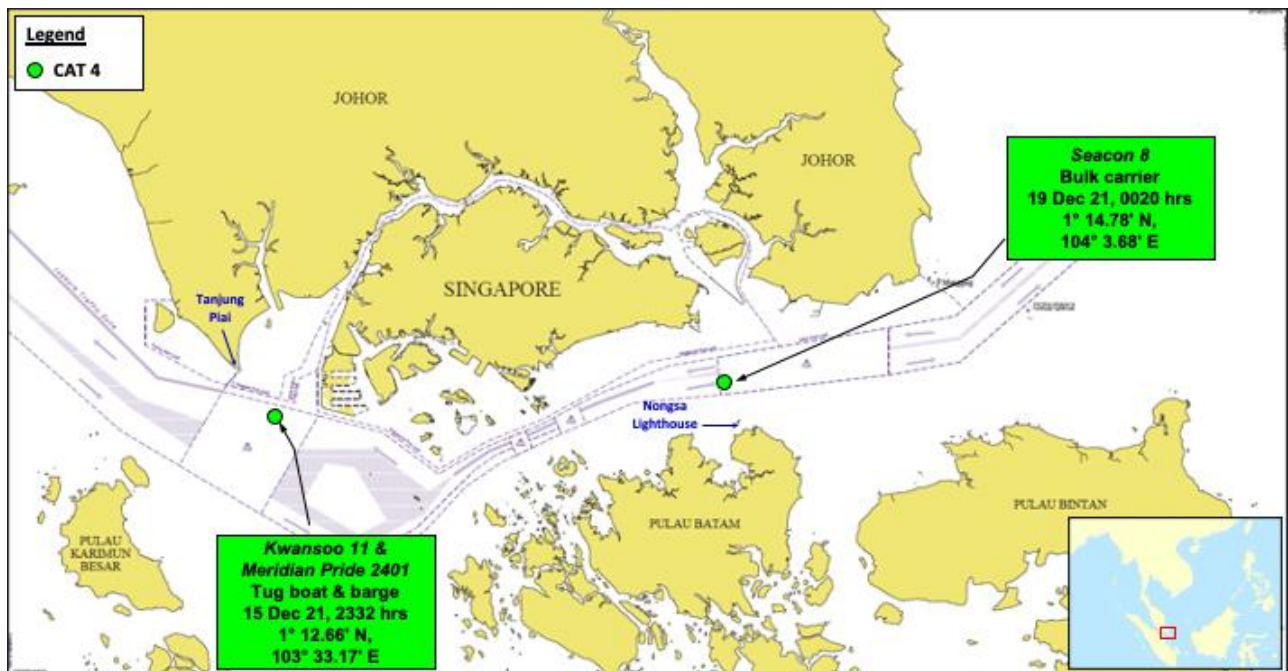 Legend
CAT 4
JOHOR
JOHOR
Seacon 8
Bulk carrier
19 Dec 21, 0020 hrs
1° 14.78' N,
104° 3.68' E
SINGAPORE
Tanjung
Piai
Nongsa
Lighthouse
PULAU BATAM
PULAU BINTAN
PULAU
KARIMUN
BESAR
Kwansoo 11 &
Meridian Pride 2401
Tug boat & barge
15 Dec 21, 2332 hrs
1° 12.66' N,
103° 33.17' E